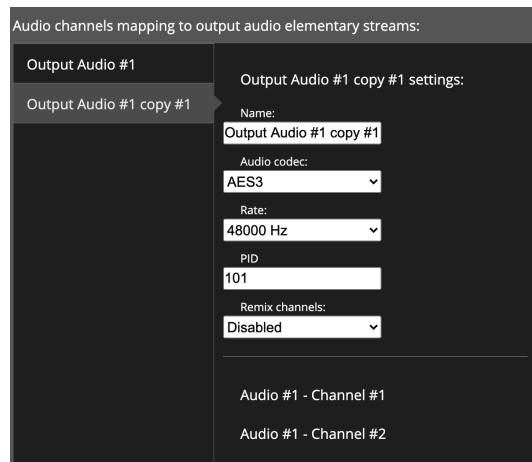 Audio channels mapping to output audio elementary streams:
Output Audio #1
Output Audio #1 copy #1
Output Audio #1 copy #1 settings:
Name:
Output Audio #1 copy #1
Audio codec:
AES3
Rate:
48000 Hz
PID
101
Remix channels:
Disabled
Audio #1 - Channel #1
Audio #1 - Channel #2